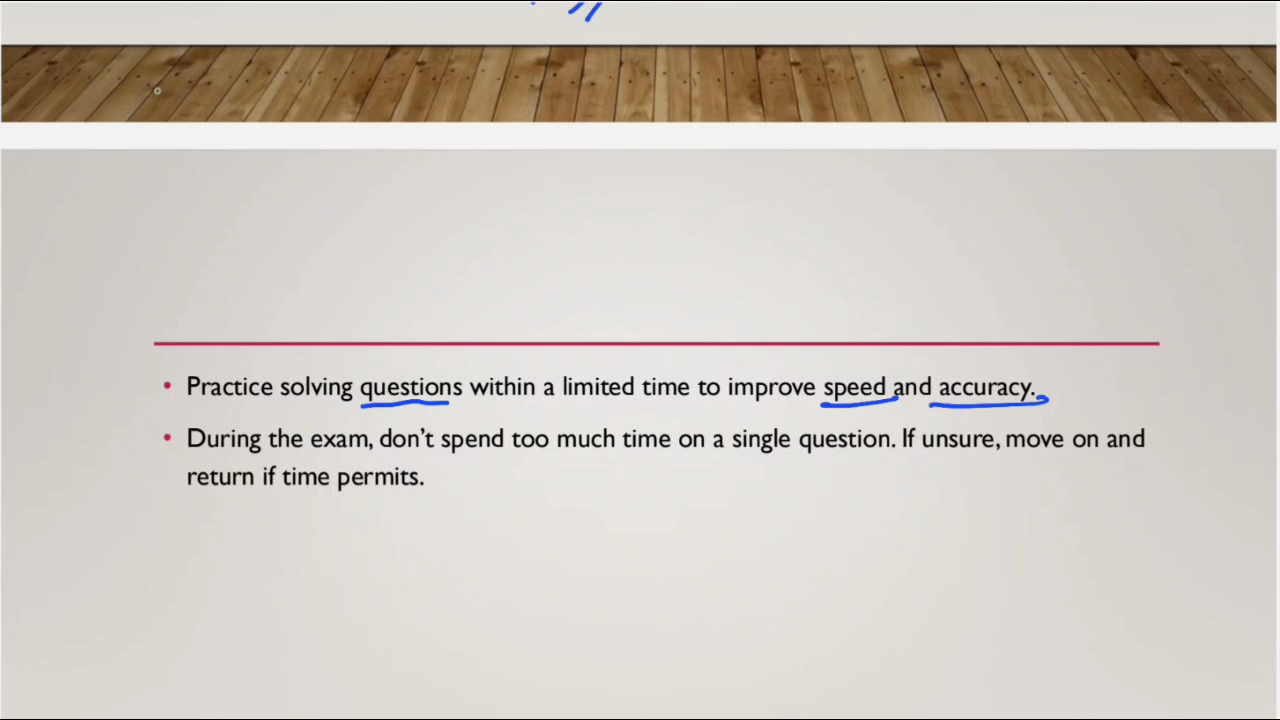 • Practice solving questions within a limited time to improve speed and accuracy.
• During the exam, don’t spend too much time on a single question. If unsure, move on and
return if time permits.